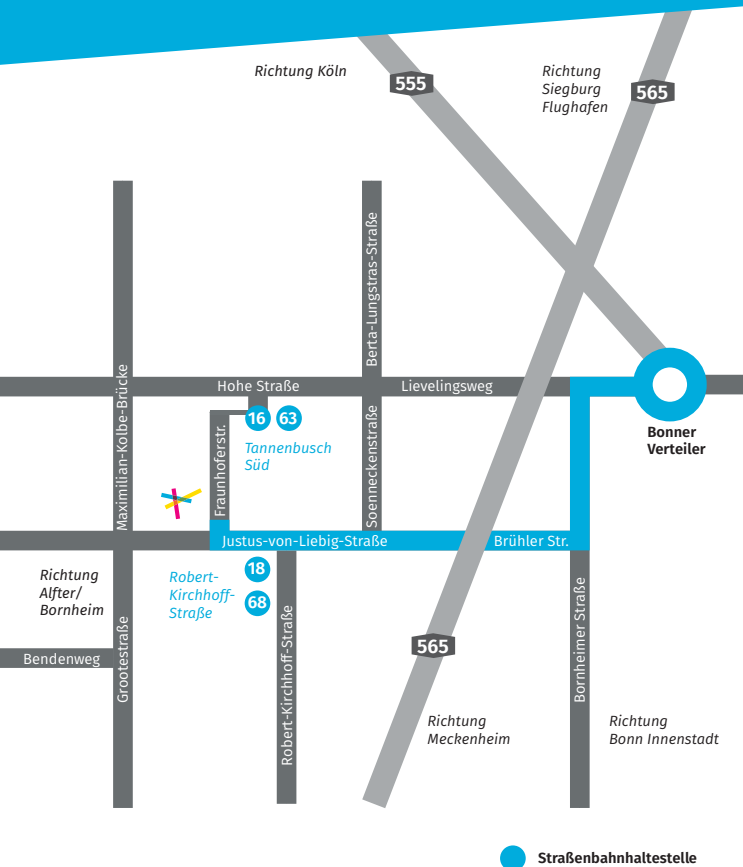 Richtung Köln
555
Richtung
Siegburg
Flughafen
565
Berta-Lungstras-Straße
Maximilian-Kolbe-Brücke
Hohe Straße
Lievelingsweg
16
63
Tannenbusch
Süd
Fraunhoferstr.
Soenneckenstraße
Bonner
Verteiler
Justus-von-Liebig-Straße
Brühler Str.
Richtung
Alfter/
Bornheim
Robert-
Kirchhoff-
Straße
18
68
Grootestraße
Bendenweg
Robert-Kirchhoff-Straße
565
Bornheimer Straße
Richtung
Meckenheim
Richtung
Bonn Innenstadt
Straßenbahnhaltestelle